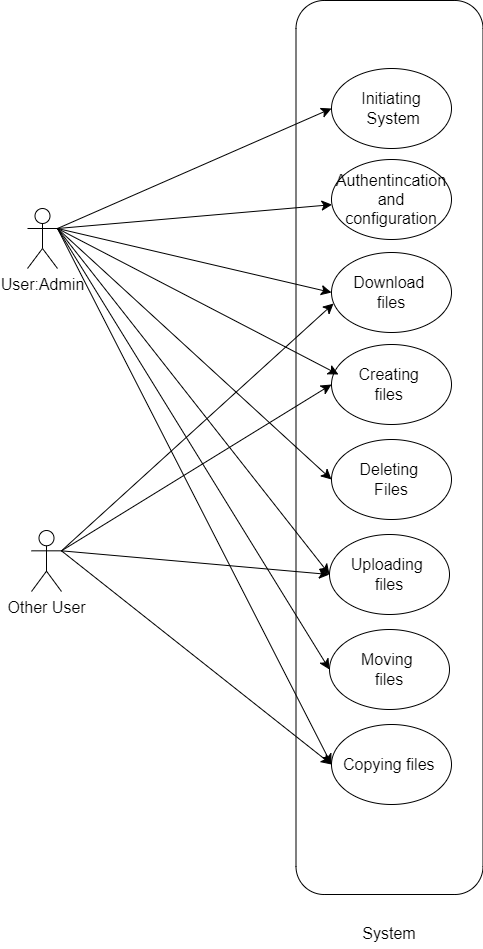 Initiating
System
Authentincation
and
configuration
User:Admin
Download
files
Creating
files
Deleting
Files
Uploading
files
Other User
Moving
files
Copying files
System